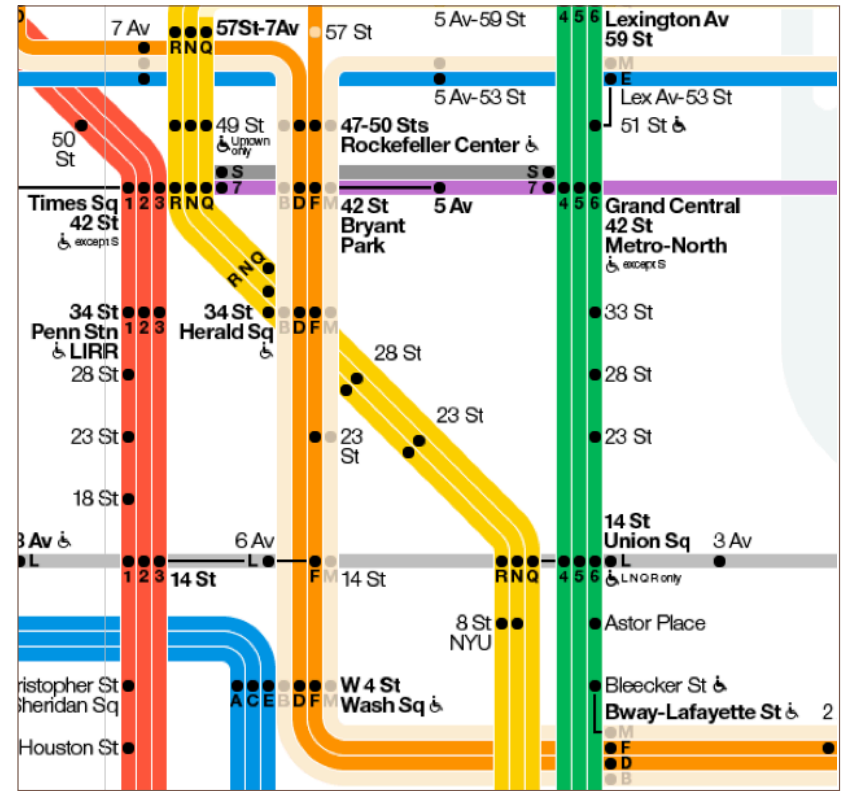 7 Av
R N Q
57St-7Av
57 St
5 Av-59 St
4 5 6
Lexington Av
59 St
M
E
5 Av-53 St
Lex Av-53 St
50
St
49 St
Uptown
only
47-50 Sts
Rockefeller Center
51 St
S
7
S
7
Times Sq
42 St
except S
1 2 3
R N Q
B D F M
42 St
Bryant
Park
5 Av
4 5 6
Grand Central
42 St
Metro-North
except S
R N Q
34 St
Penn Stn
LIRR
1 2 3
34 St
Herald Sq
B D F M
33 St
28 St
28 St
28 St
23 St
23
St
23 St
23 St
18 St
14 St
Union Sq
3 Av
8 Av
L
6 Av
L
1 2 3
14 St
F M
14 St
R N Q
4 5 6
L
L N Q R only
8 St
NYU
Astor Place
ristopher St
Sheridan Sq
A C E
B D F M
W 4 St
Wash Sq
Bleecker St
Bway-Lafayette St
2
Houston St
M
F
D
B